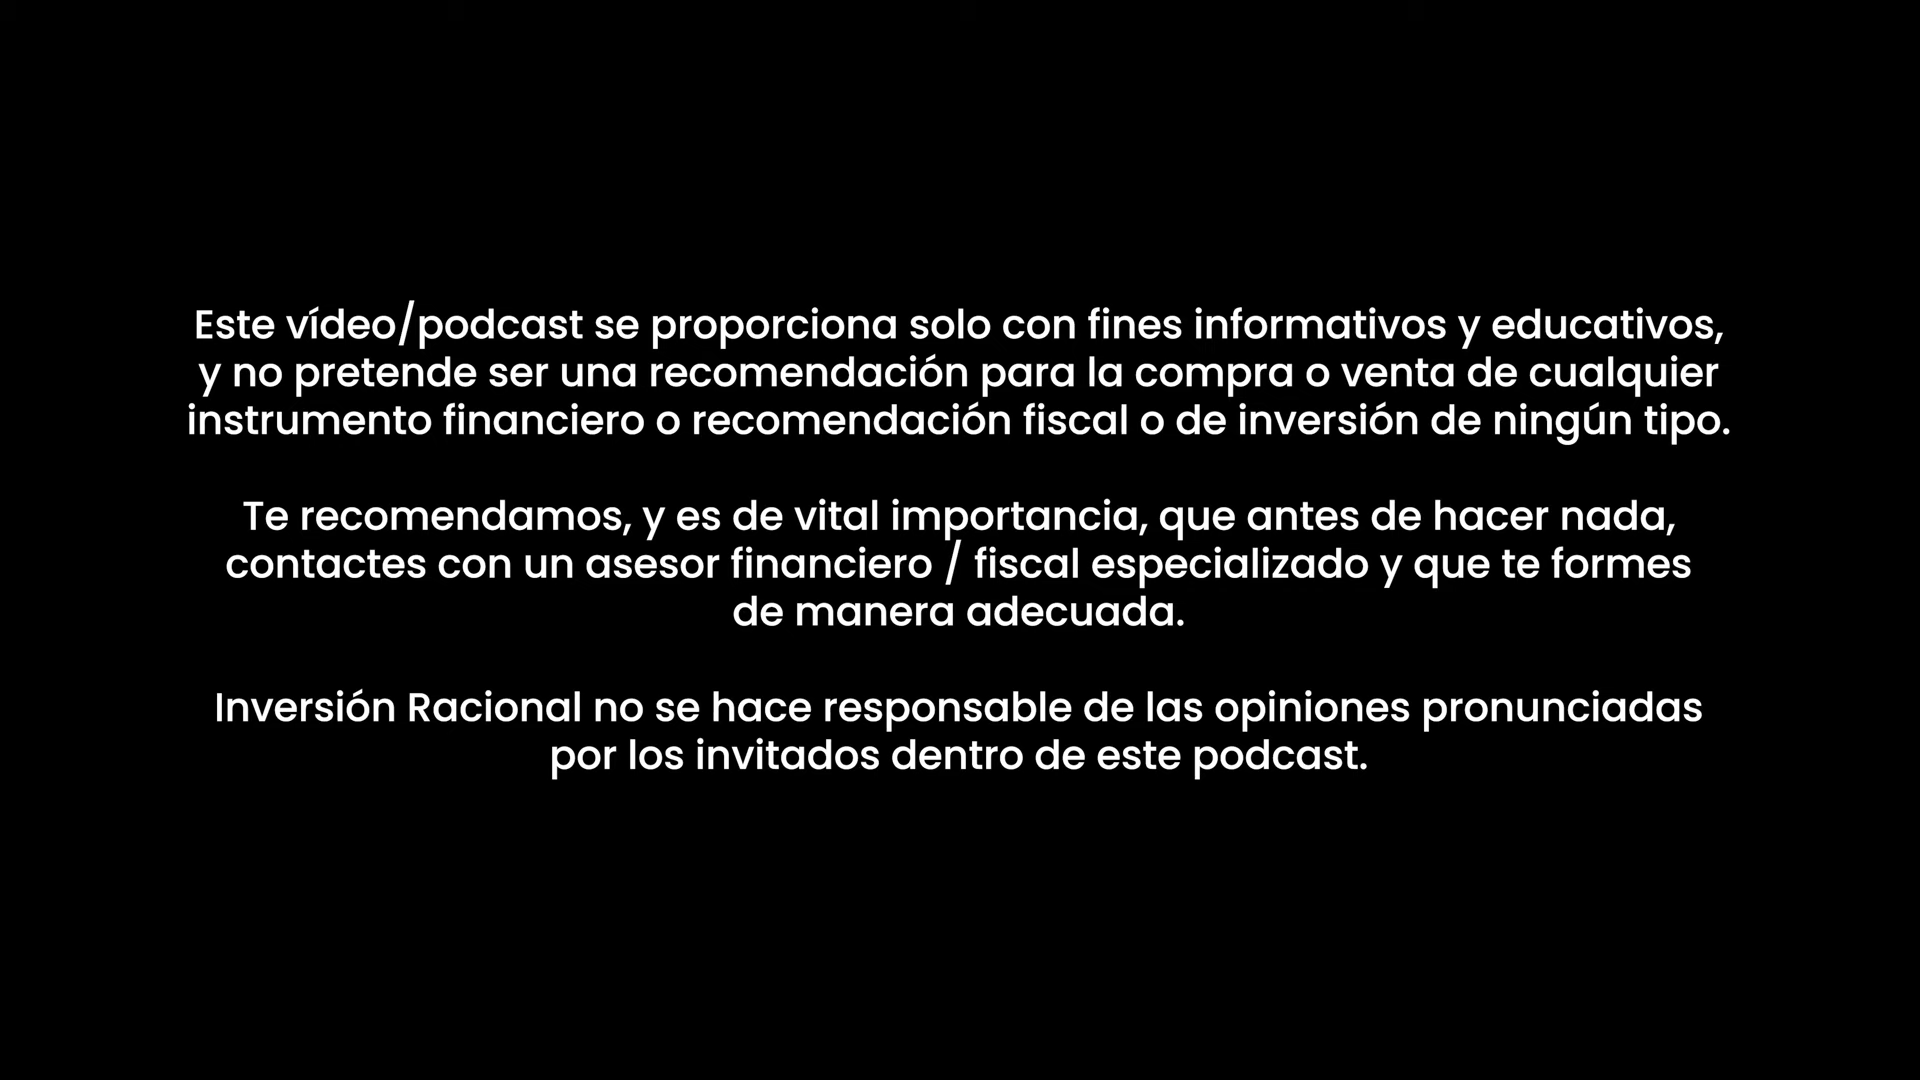 Este vídeo/podcast se proporciona solo con fines informativos y educativos,
y no pretende ser una recomendación para la compra o venta de cualquier
instrumento financiero o recomendación fiscal o de inversión de ningún tipo.
Te recomendamos, y es de vital importancia, que antes de hacer nada,
contactes con un asesor financiero / fiscal especializado y que te formes
de manera adecuada.
Inversión Racional no se hace responsable de las opiniones pronunciadas
por los invitados dentro de este podcast.